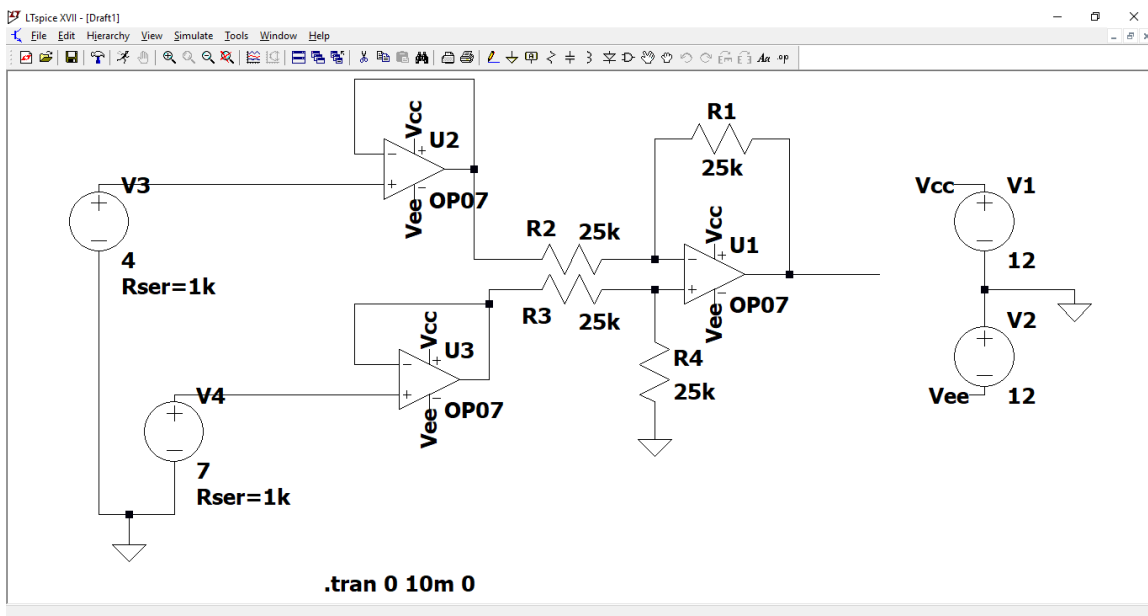 LTspice XVII - [Draft1]
File Edit Hierarchy View Simulate Tools Window Help
Aa .op
Vcc
U2
OP07
Vee
V3
4
Rser=1k
R1
25k
R2 25k
Vcc
U1
OP07
Vee
R3 25k
R4
25k
Vcc
U3
OP07
Vee
V4
7
Rser=1k
Vcc
V1
12
V2
Vee
12
.tran 0 10m 0